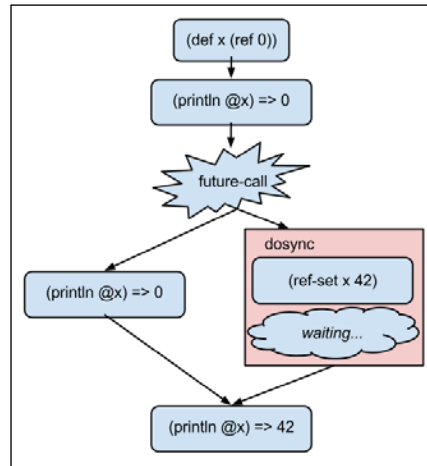 (def x (ref 0))
(println @x) => 0
future-call
dosync
(println @x) => 0
(ref-set x 42)
waiting...
(println @x) => 42